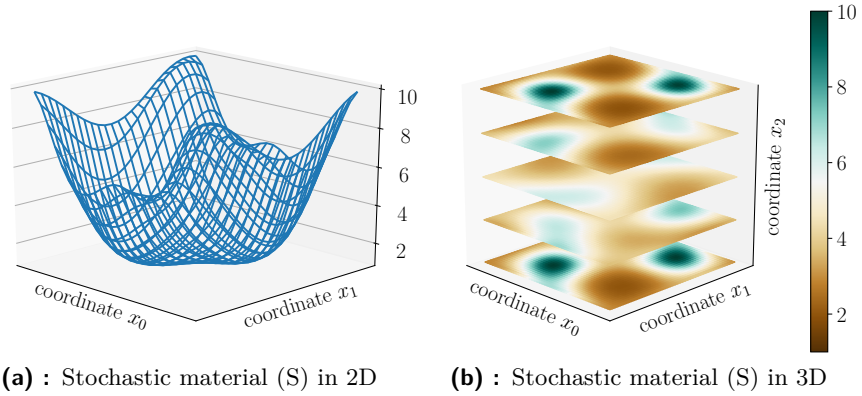 10
8
6
4
2
coordinate x₀
coordinate x₁
coordinate x₀
coordinate x₁
coordinate x₂
10
8
6
4
2
(a) : Stochastic material (S) in 2D
(b) : Stochastic material (S) in 3D